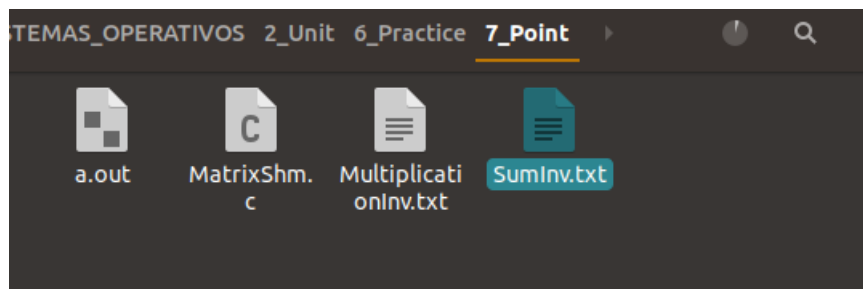 STEMAS_OPERATIVOS 2_Unit 6_Practice 7_Point
C
a.out MatrixShm. Multiplicati SumInv.txt
c onInv.txt